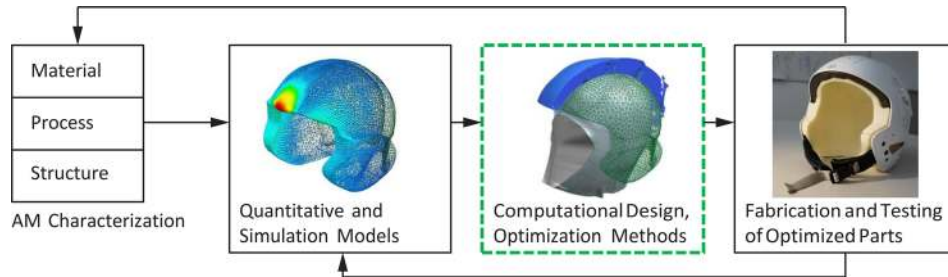 Material
Process
Structure
AM Characterization
Quantitative and
Simulation Models
Computational Design,
Optimization Methods
Fabrication and Testing
of Optimized Parts